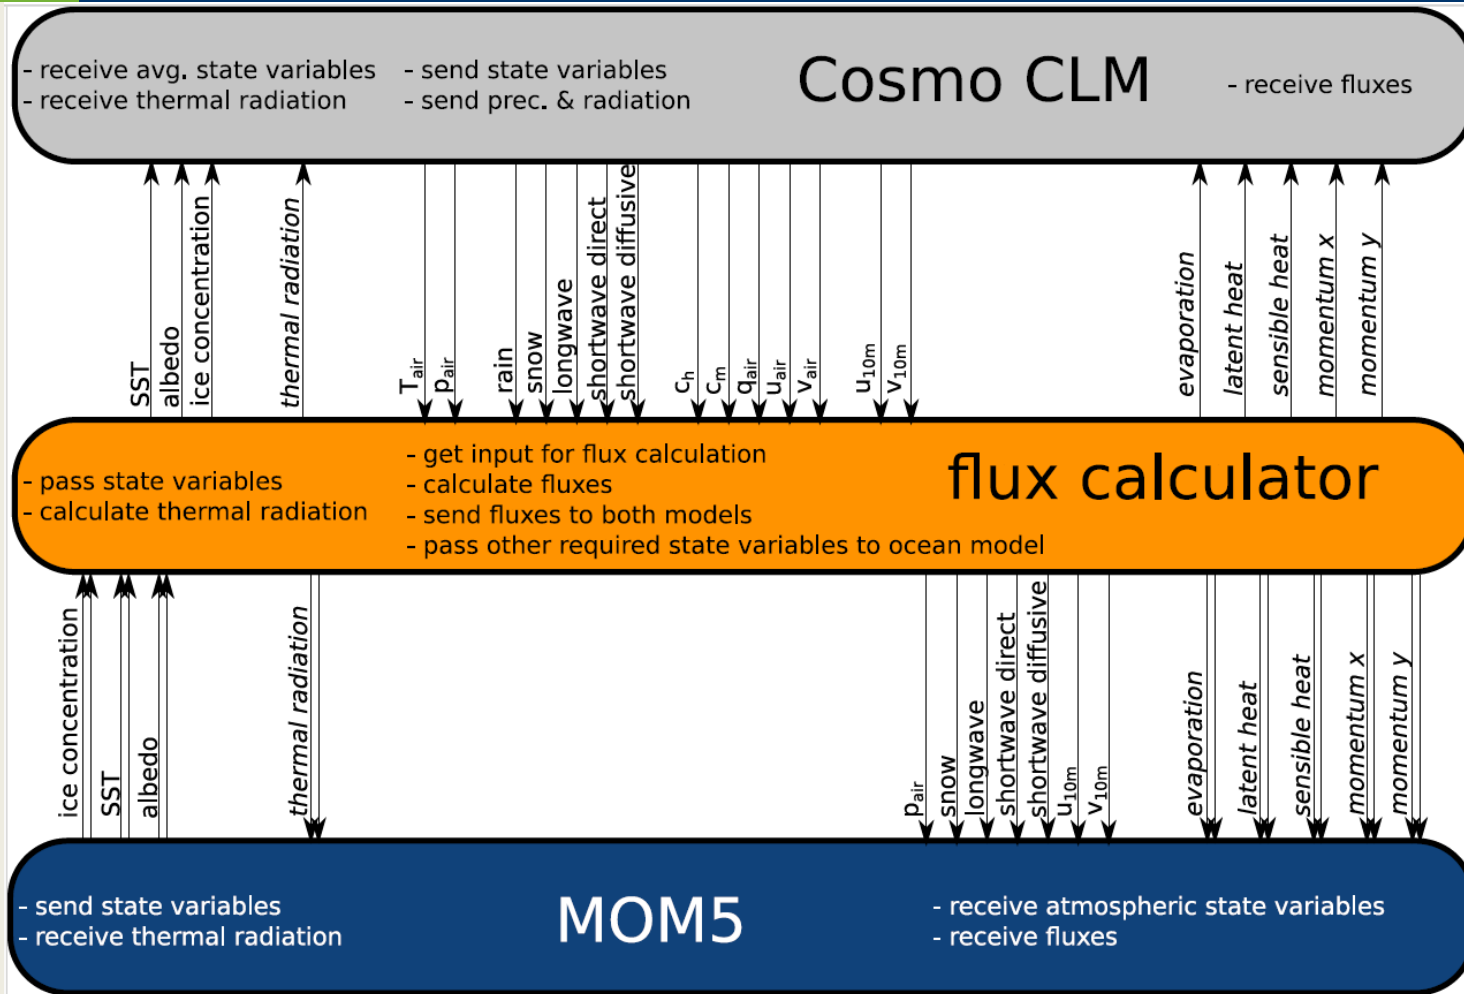 - receive avg. state variables
- receive thermal radiation
- send state variables
- send prec. & radiation
Cosmo CLM
- receive fluxes
SST
albedo
ice concentration
thermal radiation
Tair
pair
rain
snow
longwave
shortwave direct
shortwave diffusive
ch
cm
qair
uair
vair
u10m
v10m
evaporation
latent heat
sensible heat
momentum x
momentum y
- pass state variables
- calculate thermal radiation
- get input for flux calculation
- calculate fluxes
- send fluxes to both models
- pass other required state variables to ocean model
flux calculator
ice concentration
SST
albedo
thermal radiation
pair
snow
longwave
shortwave direct
shortwave diffusive
u10m
v10m
evaporation
latent heat
sensible heat
momentum x
momentum y
- send state variables
- receive thermal radiation
MOM5
- receive atmospheric state variables
- receive fluxes